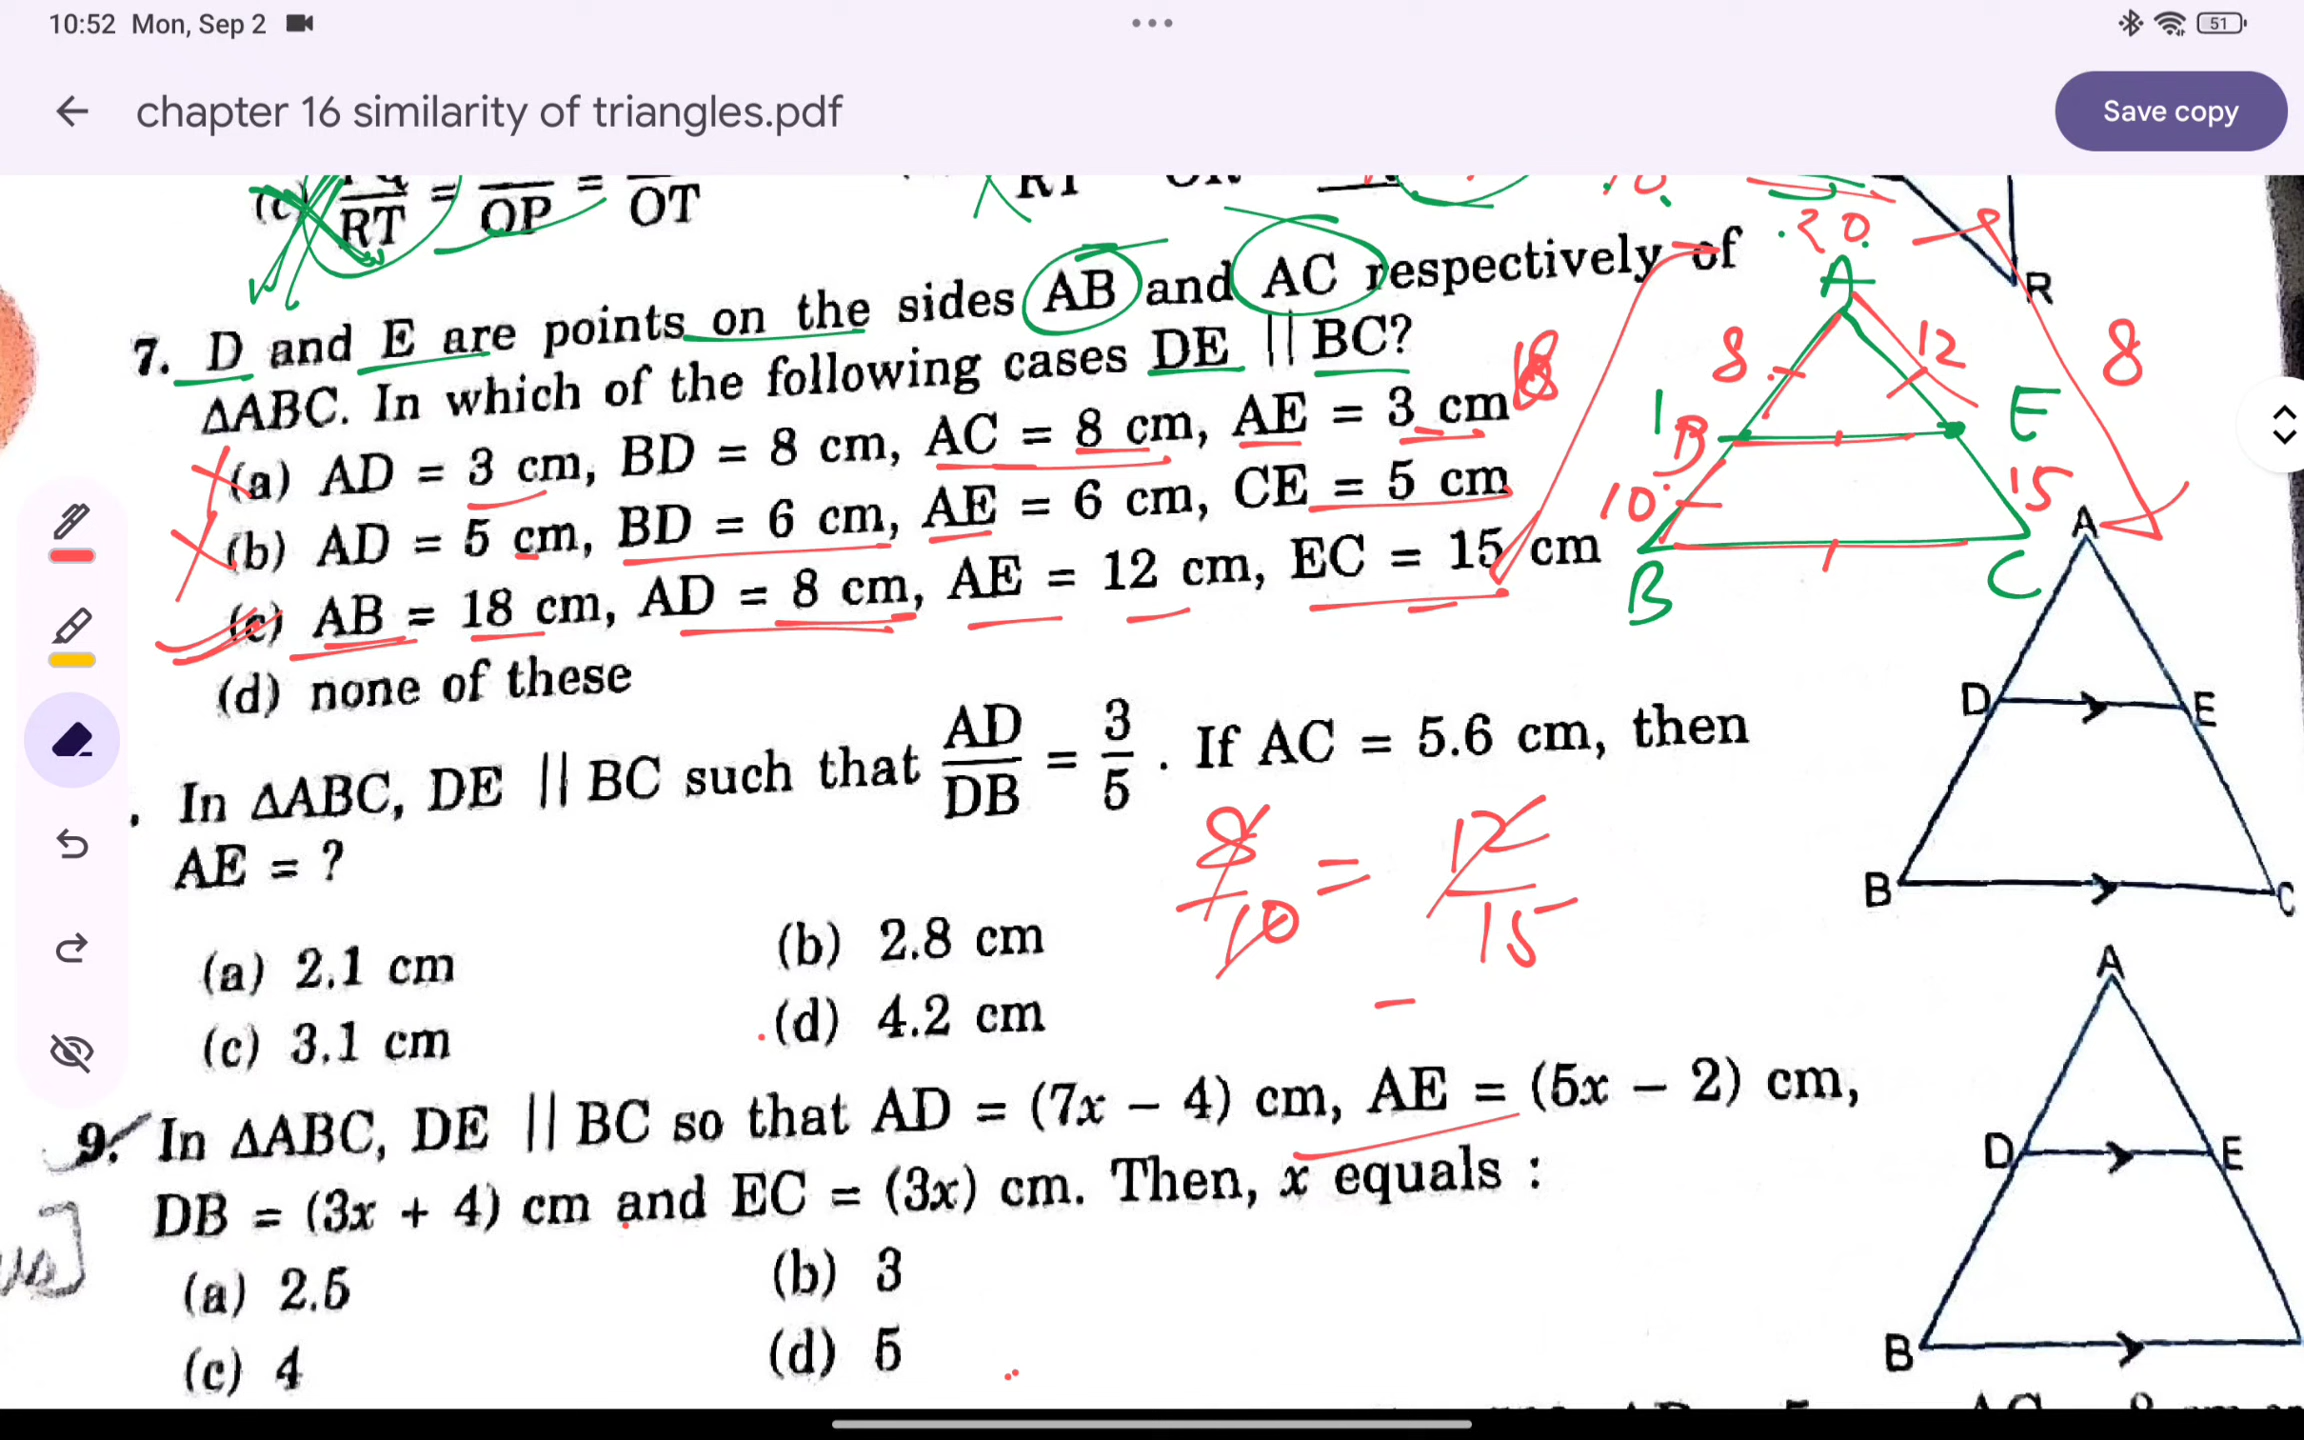 10:52 Mon, Sep 2
51
chapter 16 similarity of triangles.pdf
Save copy
(c) RT = OP = OT
RT
20
R
7. D and E are points on the sides AB and AC respectively of
ΔABC. In which of the following cases DE || BC?
(a) AD = 3 cm, BD = 8 cm, AC = 8 cm, AE = 3 cm
(b) AD = 5 cm, BD = 6 cm, AE = 6 cm, CE = 5 cm
(c) AB = 18 cm, AD = 8 cm, AE = 12 cm, EC = 15 cm
(d) none of these
A
8
12
8
E
10
15
B
C
. In ΔABC, DE || BC such that AD/DB = 3/5 . If AC = 5.6 cm, then
AE = ?
8/10 = 12/15
(a) 2.1 cm (b) 2.8 cm
(c) 3.1 cm (d) 4.2 cm
A
D E
B C
9. In ΔABC, DE || BC so that AD = (7x − 4) cm, AE = (5x − 2) cm,
DB = (3x + 4) cm and EC = (3x) cm. Then, x equals :
(a) 2.5 (b) 3
(c) 4 (d) 5
A
D E
B